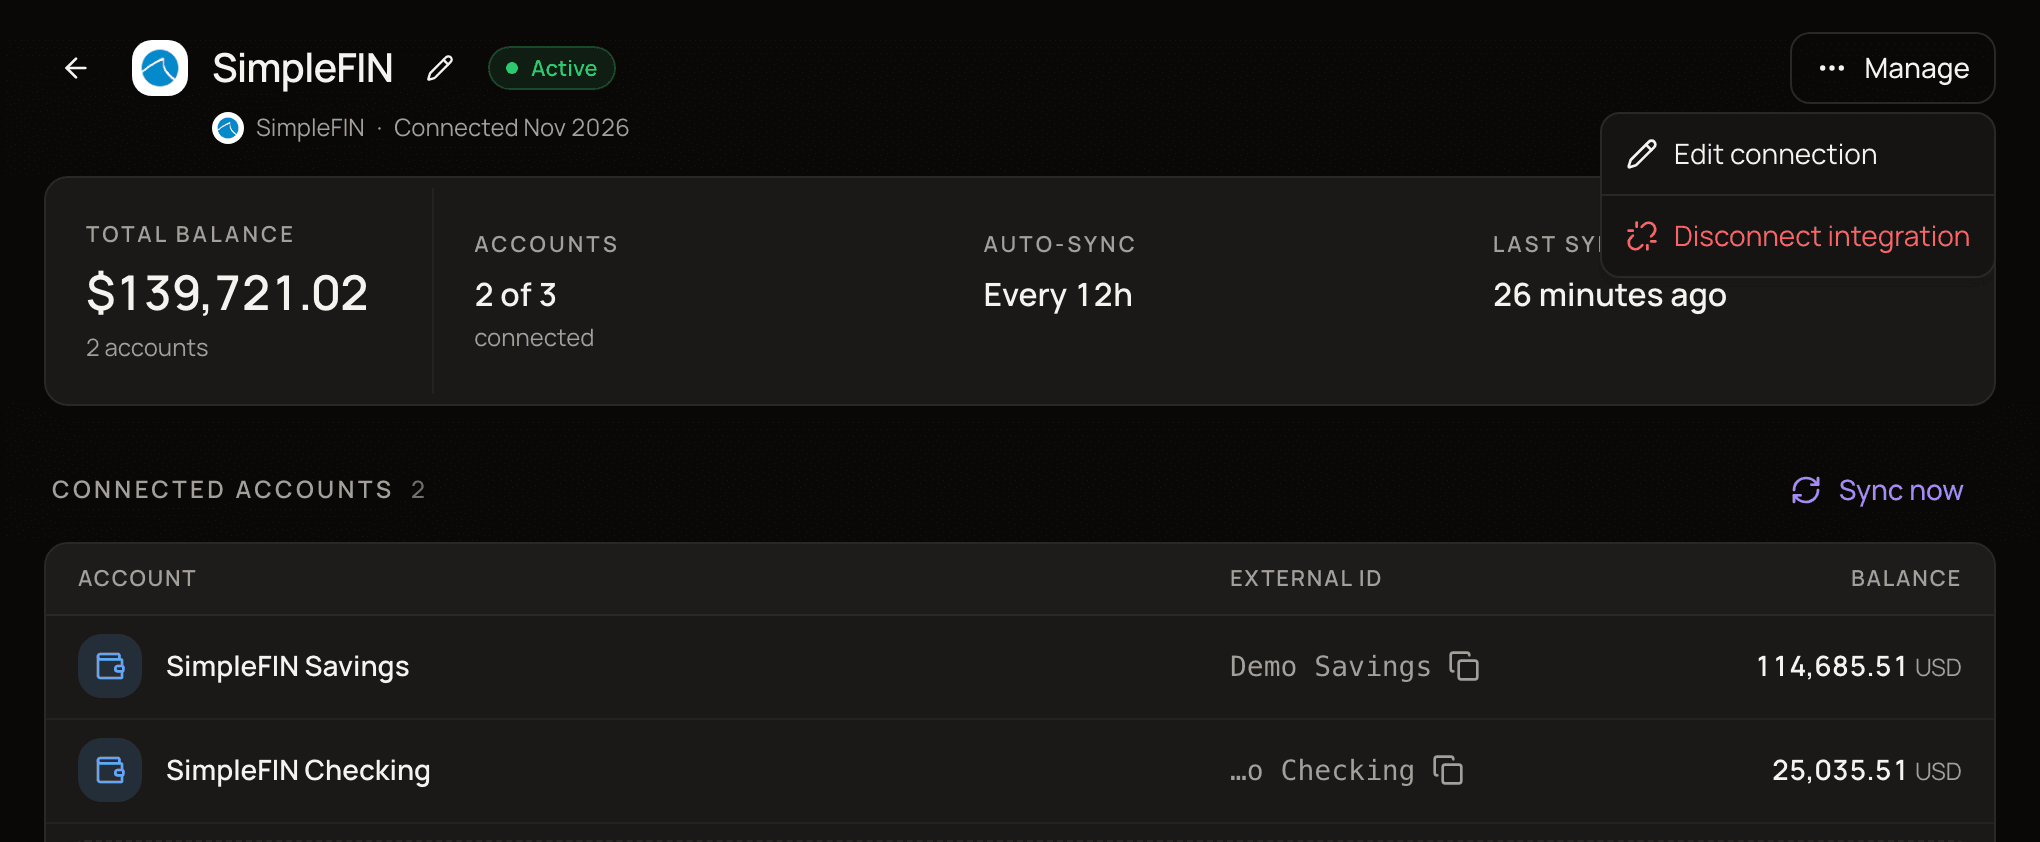 SimpleFIN
Active
Manage
SimpleFIN · Connected Nov 2026
Edit connection
Disconnect integration
TOTAL BALANCE
$139,721.02
2 accounts
ACCOUNTS
2 of 3
connected
AUTO-SYNC
Every 12h
LAST SY
26 minutes ago
CONNECTED ACCOUNTS 2
Sync now
ACCOUNT EXTERNAL ID BALANCE
SimpleFIN Savings Demo Savings 114,685.51 USD
SimpleFIN Checking …o Checking 25,035.51 USD